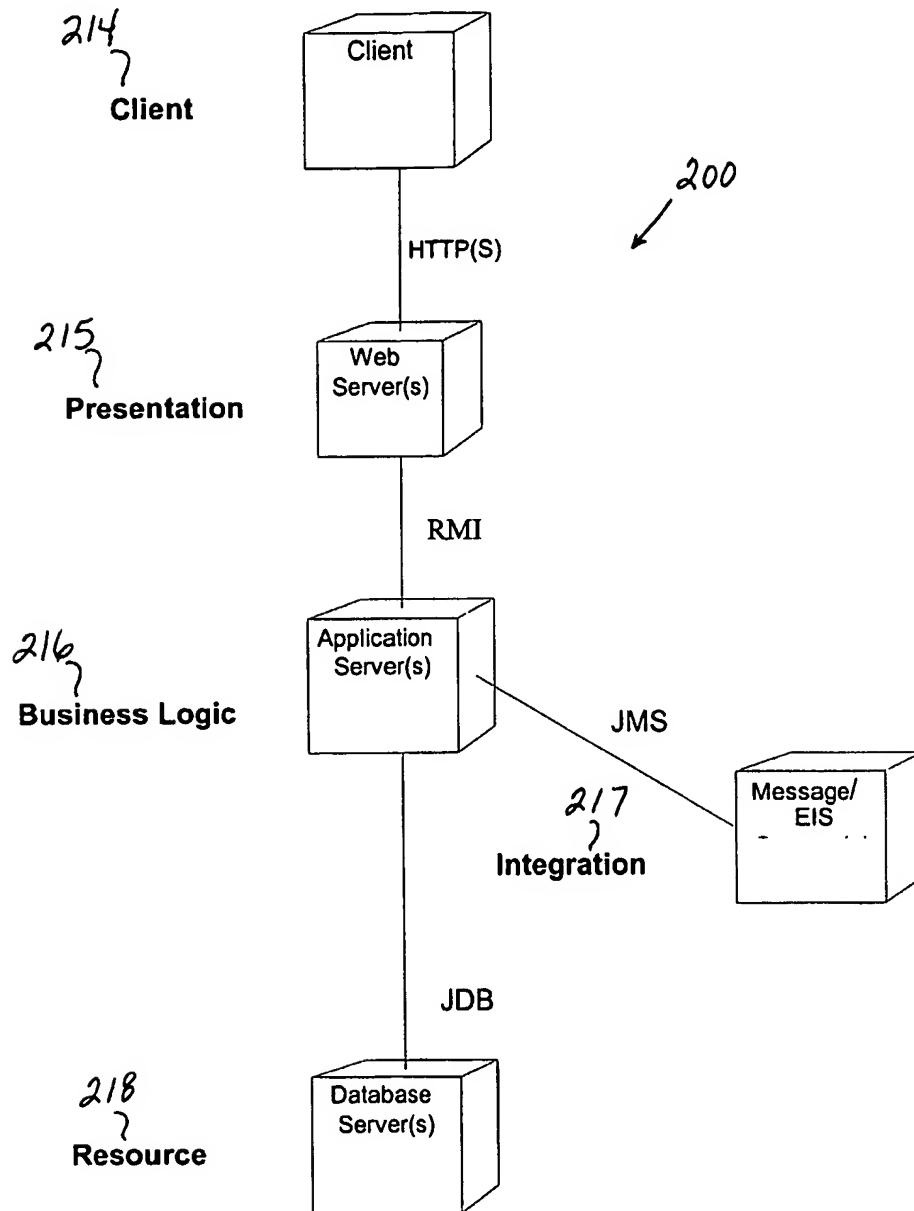 214
Client
Client
200
HTTP(S)
215
Presentation
Web
Server(s)
RMI
216
Business Logic
Application
Server(s)
JMS
217
Integration
Message/
EIS
JDB
218
Resource
Database
Server(s)